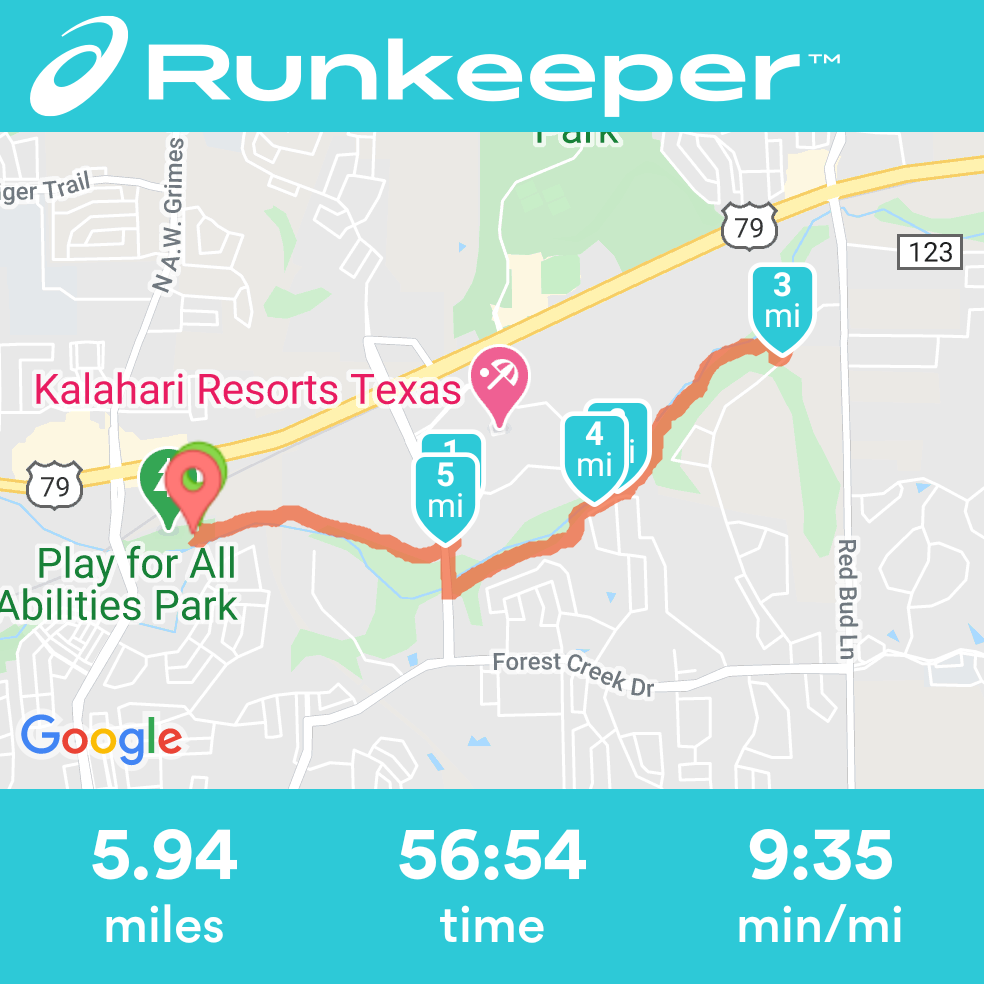 Runkeeper™
Park
iger Trail
N A.W. Grimes
79
123
3
mi
Kalahari Resorts Texas
4
mi
1
5
mi
79
Play for All
Abilities Park
Red Bud Ln
Forest Creek Dr
Google
5.94
56:54
9:35
miles
time
min/mi